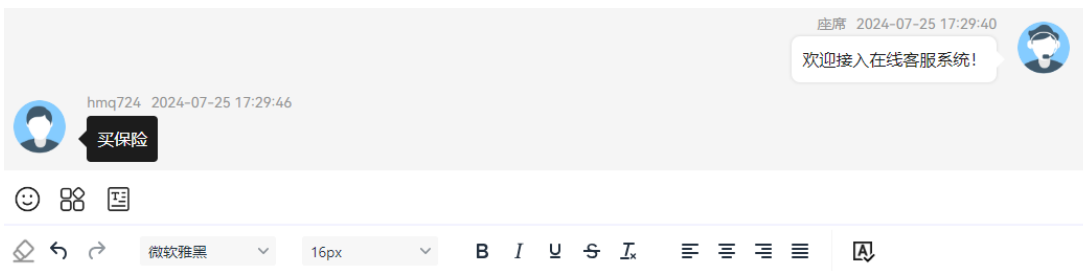 座席 2024-07-25 17:29:40
欢迎接入在线客服系统！
hmq724 2024-07-25 17:29:46
买保险
微软雅黑 16px B I U S Tx A